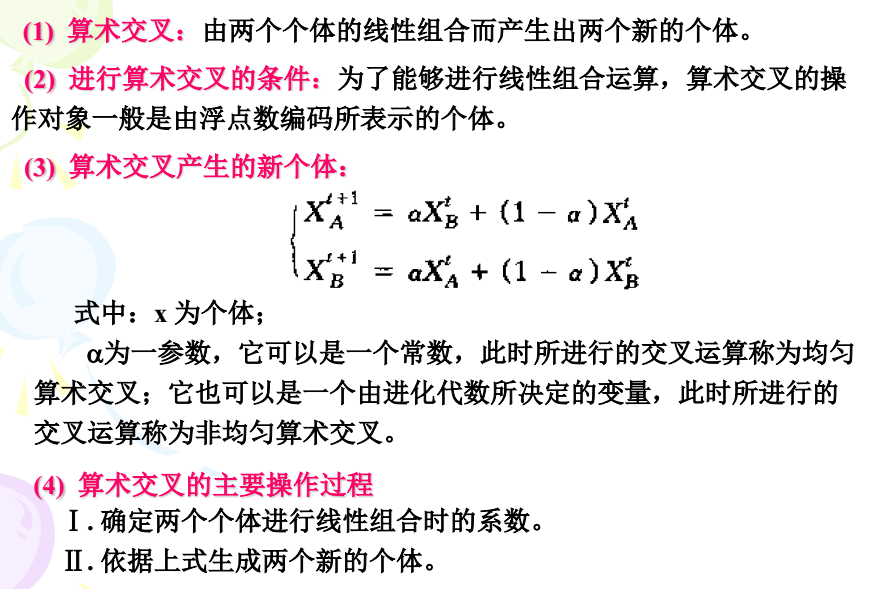 (1) 算术交叉：由两个个体的线性组合而产生出两个新的个体。
(2) 进行算术交叉的条件：为了能够进行线性组合运算，算术交叉的操
作对象一般是由浮点数编码所表示的个体。
(3) 算术交叉产生的新个体：
X_A^{t+1} = αX_B^t + (1 − α)X_A^t
X_B^{t+1} = αX_A^t + (1 − α)X_B^t
式中：x 为个体；
α为一参数，它可以是一个常数，此时所进行的交叉运算称为均匀
算术交叉；它也可以是一个由进化代数所决定的变量，此时所进行的
交叉运算称为非均匀算术交叉。
(4) 算术交叉的主要操作过程
Ⅰ. 确定两个个体进行线性组合时的系数。
Ⅱ. 依据上式生成两个新的个体。